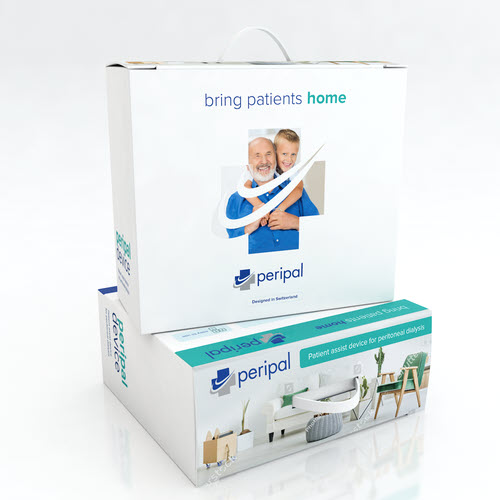 bring patients home
peripal
Designed in Switzerland
peripal
device
bring patients home
peripal
Patient assist device for peritoneal dialysis
peripal
peripal
device